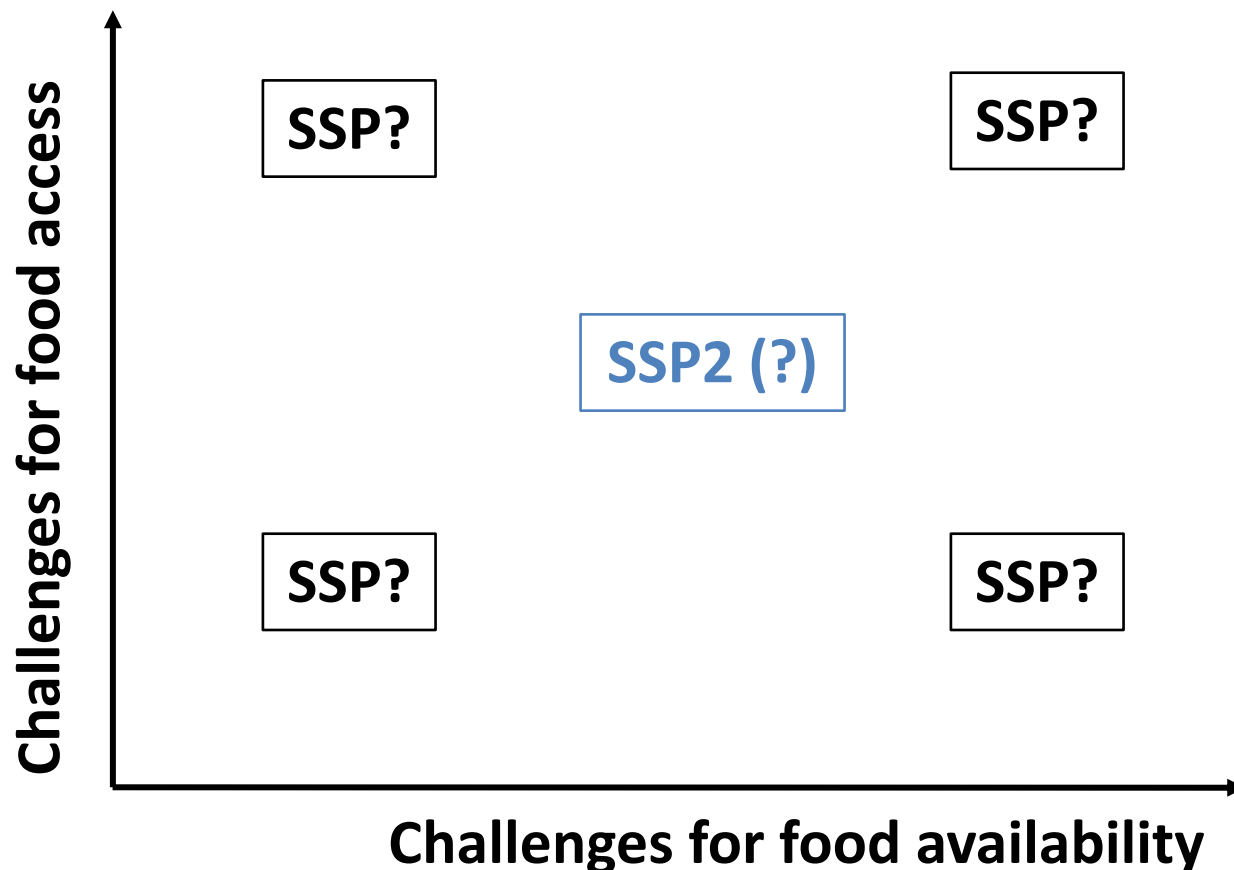 Challenges for food access
SSP?
SSP?
SSP2 (?)
SSP?
SSP?
Challenges for food availability